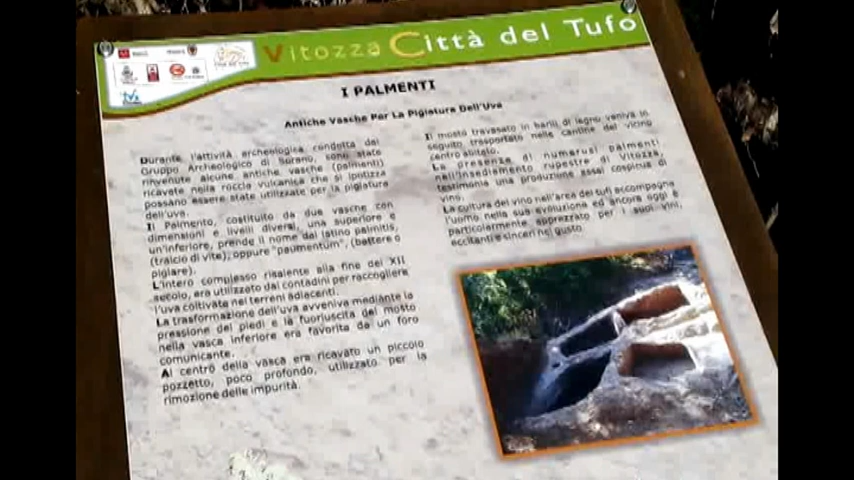 Vitozza Città del Tufo
I PALMENTI
Antiche Vasche Per La Pigiatura Dell'Uva
Durante l'attività archeologica condotta dal
Gruppo Archeologico di Sorano, sono state
rinvenute alcune antiche vasche (palmenti)
ricavate nella roccia vulcanica che si ipotizza
possano essere state utilizzate per la pigiatura
dell'uva.
Il Palmento, costituito da due vasche con
dimensioni e livelli diversi, una superiore e
un'inferiore, prende il nome dal latino palmitis,
(tralcio di vite), oppure "paumentum", (battere o
pigiare).
L'intero complesso risalente alla fine del XII
secolo, era utilizzato dai contadini per raccogliere
l'uva coltivata nei terreni adiacenti.
La trasformazione dell'uva avveniva mediante la
pressione dei piedi e la fuoriuscita del mosto
nella vasca inferiore era favorita da un foro
comunicante.
Al centro della vasca era ricavato un piccolo
pozzetto, poco profondo, utilizzato per la
rimozione delle impurità.
Il mosto travasato in barili di legno veniva in
seguito trasportato nelle cantine del vicino
centro abitato.
La presenza di numerosi palmenti
nell'insediamento rupestre di Vitozza,
testimonia una produzione assai cospicua di
vino.
La cultura del vino nell'area dei tufi accompagna
l'uomo nella sua evoluzione ed ancora oggi è
particolarmente apprezzato per i suoi vini,
eccitanti e sinceri nel gusto.